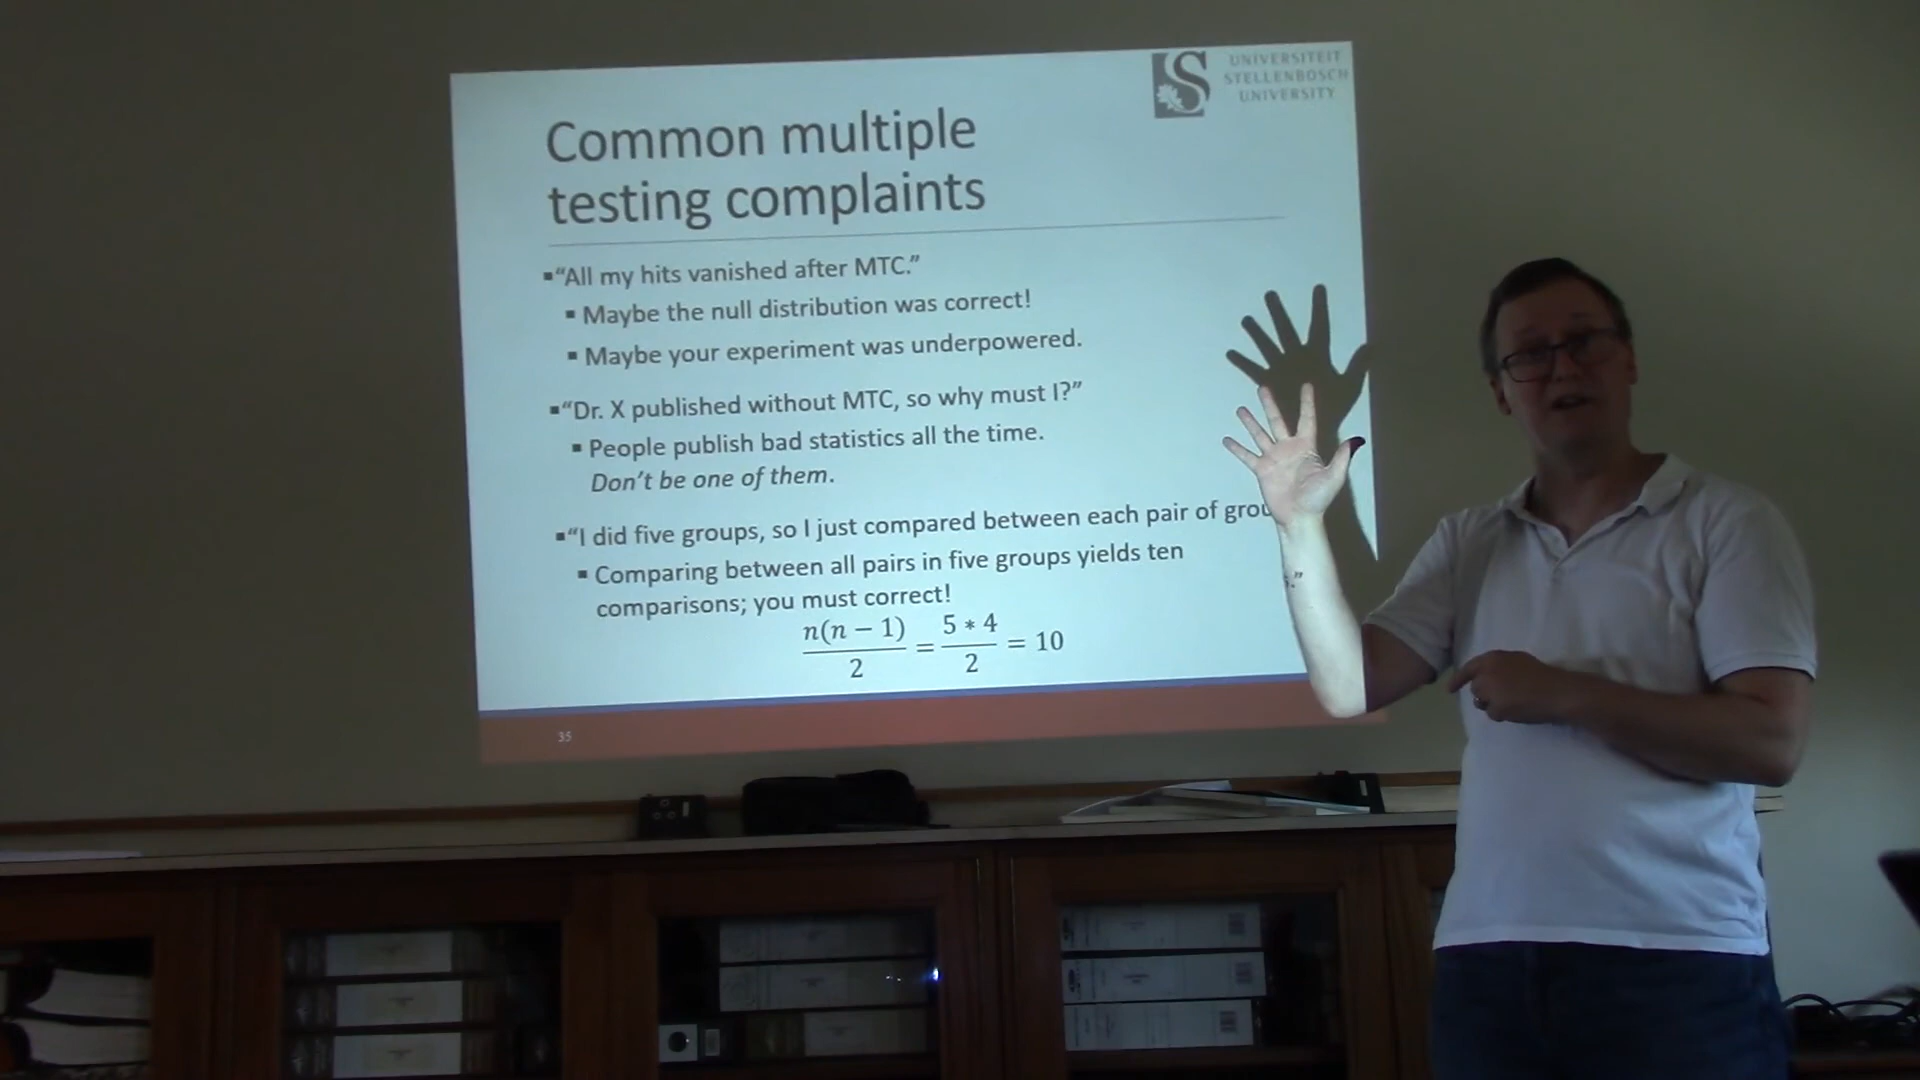 UNIVERSITEIT
STELLENBOSCH
UNIVERSITY
Common multiple
testing complaints
▪“All my hits vanished after MTC.”
▪ Maybe the null distribution was correct!
▪ Maybe your experiment was underpowered.
▪“Dr. X published without MTC, so why must I?”
▪ People publish bad statistics all the time.
Don’t be one of them.
▪“I did five groups, so I just compared between each pair of grou
.”
▪ Comparing between all pairs in five groups yields ten
comparisons; you must correct!
n(n − 1)/2 = 5 ∗ 4/2 = 10
35